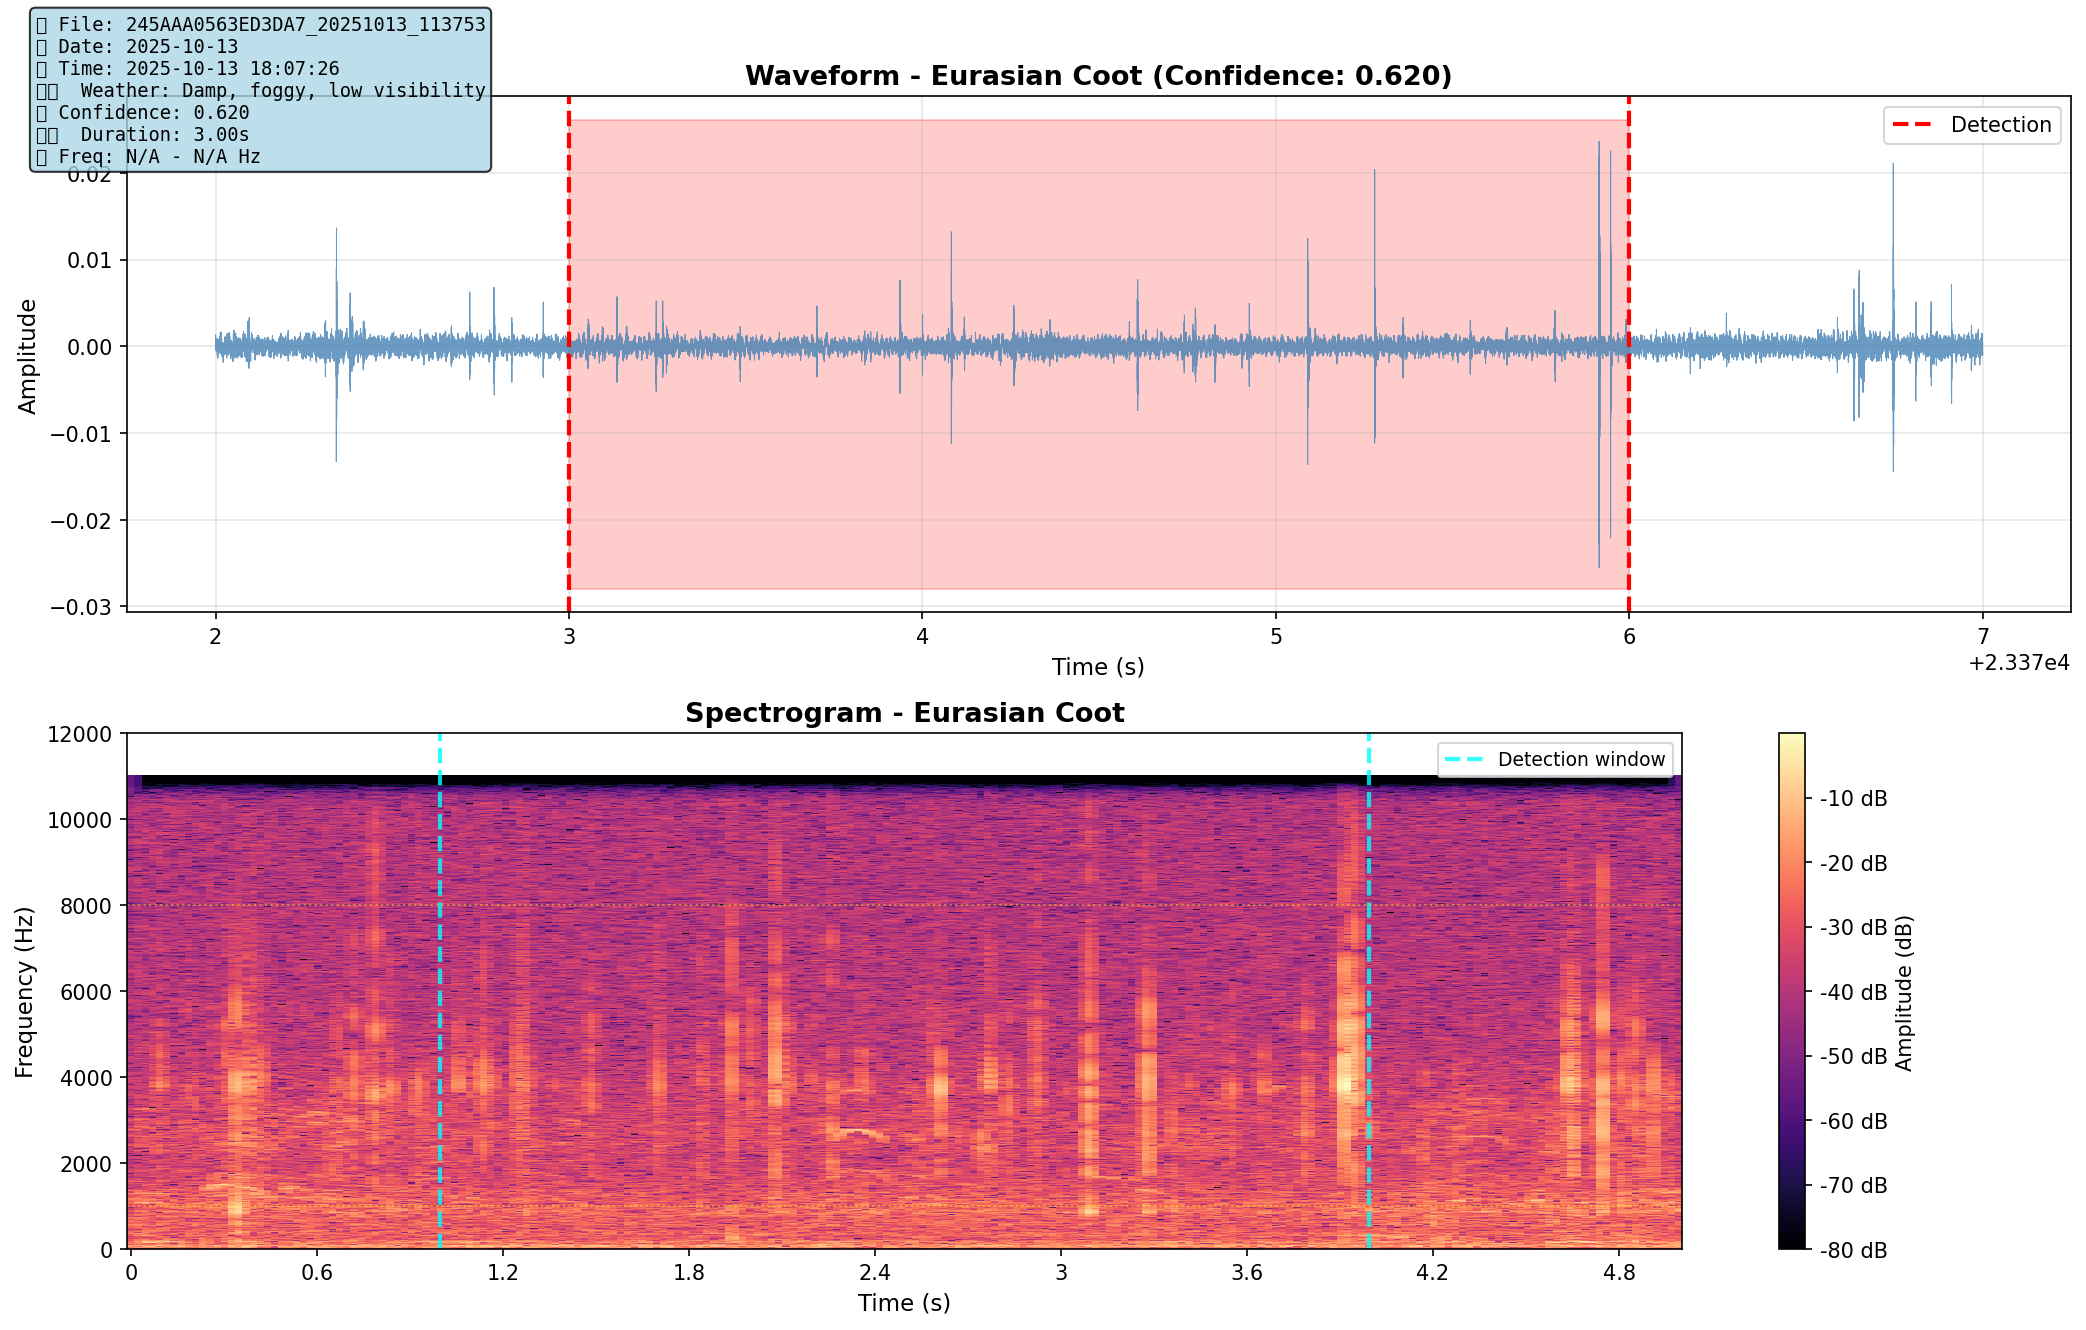 File: 245AAA0563ED3DA7_20251013_113753
Date: 2025-10-13
Time: 2025-10-13 18:07:26
Weather: Damp, foggy, low visibility
Confidence: 0.620
Duration: 3.00s
Freq: N/A - N/A Hz
Waveform - Eurasian Coot (Confidence: 0.620)
Detection
Amplitude
0.02
0.01
0.00
−0.01
−0.02
−0.03
2 3 4 5 6 7
Time (s)
+2.337e4
Spectrogram - Eurasian Coot
Detection window
Frequency (Hz)
12000
10000
8000
6000
4000
2000
0
0 0.6 1.2 1.8 2.4 3 3.6 4.2 4.8
Time (s)
-10 dB
-20 dB
-30 dB
-40 dB
-50 dB
-60 dB
-70 dB
-80 dB
Amplitude (dB)